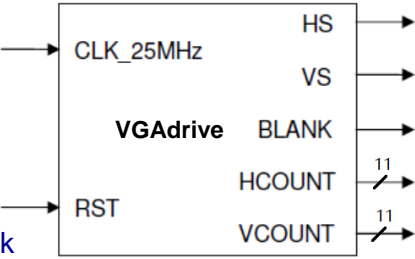 HS
CLK_25MHz
VS
VGAdrive BLANK
11
HCOUNT
RST
11
VCOUNT
k